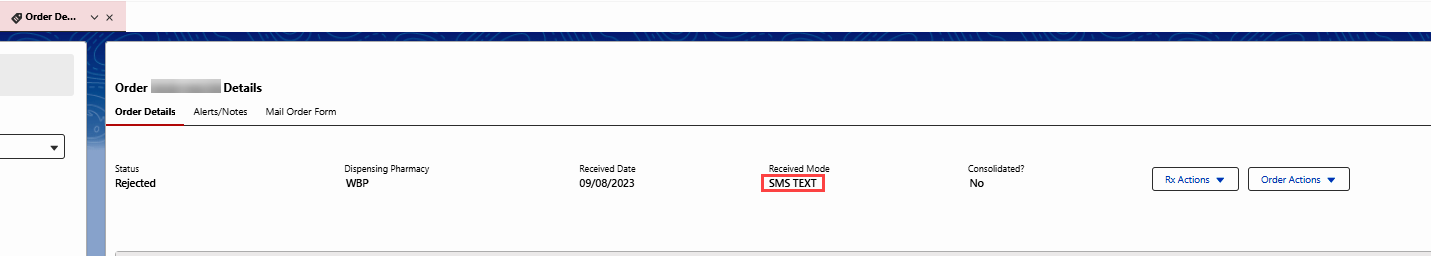 Order De...
Order Details
Order Details Alerts/Notes Mail Order Form
Status Dispensing Pharmacy Received Date Received Mode Consolidated?
Rejected WBP 09/08/2023 SMS TEXT No
Rx Actions Order Actions